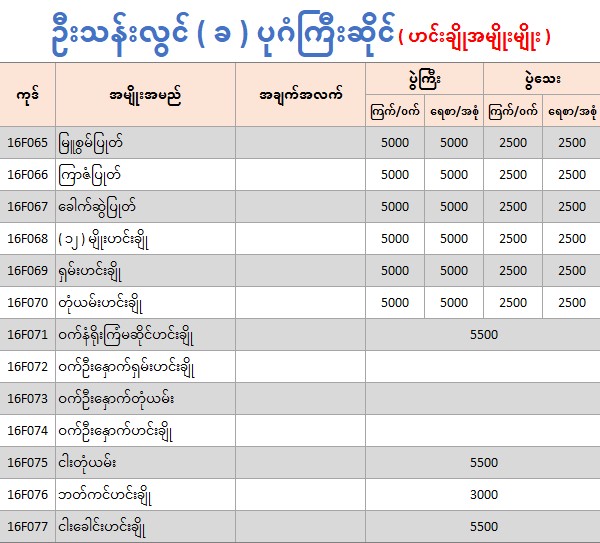 ဦးသန်းလွင် ( ခ ) ပုဂံကြီးဆိုင် ( ဟင်းချိုအမျိုးမျိုး )
ကုဒ် အမျိုးအမည် အချက်အလက် ပွဲကြီး ပွဲသေး
ကြက်/ဝက် ရေစာ/အစုံ ကြက်/ဝက် ရေစာ/အစုံ
16F065 မြူစွမ်ပြုတ် 5000 5000 2500 2500
16F066 ကြာဇံပြုတ် 5000 5000 2500 2500
16F067 ခေါက်ဆွဲပြုတ် 5000 5000 2500 2500
16F068 ( ၁၂ ) မျိုးဟင်းချို 5000 5000 2500 2500
16F069 ရှမ်းဟင်းချို 5000 5000 2500 2500
16F070 တုံယမ်းဟင်းချို 5000 5000 2500 2500
16F071 ဝက်နံရိုးကြံမဆိုင်ဟင်းချို 5500
16F072 ဝက်ဦးနှောက်ရှမ်းဟင်းချို
16F073 ဝက်ဦးနှောက်တုံယမ်း
16F074 ဝက်ဦးနှောက်ဟင်းချို
16F075 ငါးတုံယမ်း 5500
16F076 ဘတ်ကင်ဟင်းချို 3000
16F077 ငါးခေါင်းဟင်းချို 5500